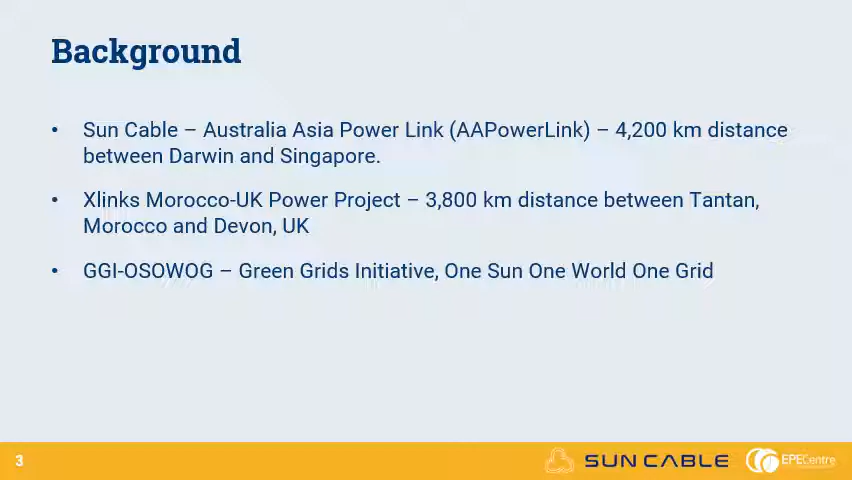 Background
• Sun Cable – Australia Asia Power Link (AAPowerLink) – 4,200 km distance
between Darwin and Singapore.
• Xlinks Morocco-UK Power Project – 3,800 km distance between Tantan,
Morocco and Devon, UK
• GGI-OSOWOG – Green Grids Initiative, One Sun One World One Grid
3
SUN CABLE
EPECentre